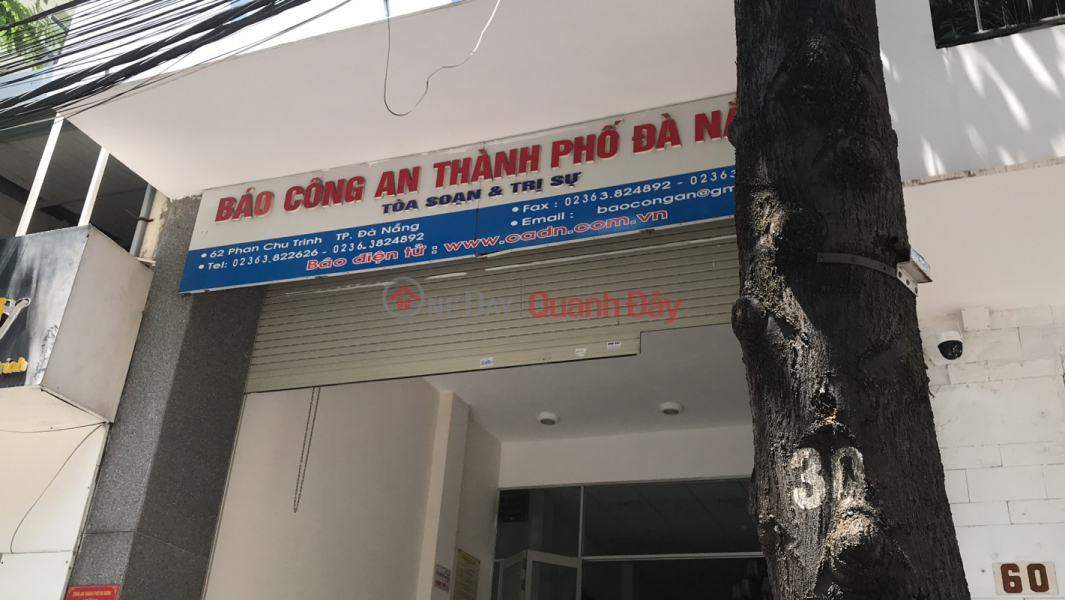 BÁO CÔNG AN THÀNH PHỐ ĐÀ
TÒA SOẠN & TRỊ SỰ
• 62 Phan Chu Trinh TP. Đà Nẵng
• Tel: 02363.822626 - 0236.3824892
• Fax : 02363.824892 - 02363
• Email : baocongan@gm
Báo điện tử : www.cadn.com.vn
Quanh Đây
30
60